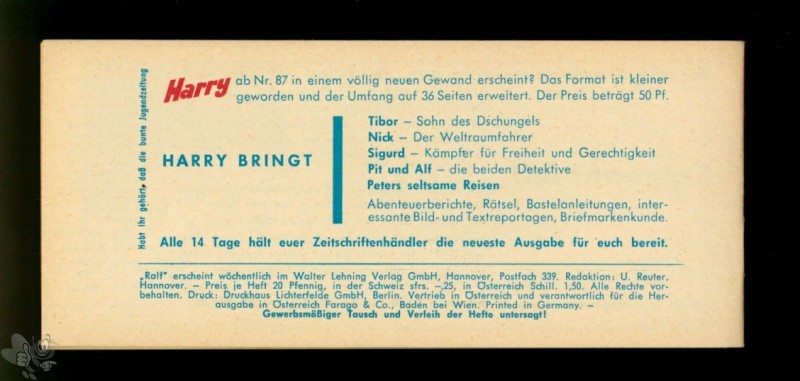 Habt ihr gehört, daß die bunte Jugendzeitung
Harry ab Nr. 87 in einem völlig neuen Gewand erscheint? Das Format ist kleiner
geworden und der Umfang auf 36 Seiten erweitert. Der Preis beträgt 50 Pf.
HARRY BRINGT
Tibor – Sohn des Dschungels
Nick – Der Weltraumfahrer
Sigurd – Kämpfer für Freiheit und Gerechtigkeit
Pit und Alf – die beiden Detektive
Peters seltsame Reisen
Abenteuerberichte, Rätsel, Bastelanleitungen, inter-
essante Bild- und Textreportagen, Briefmarkenkunde.
Alle 14 Tage hält euer Zeitschriftenhändler die neueste Ausgabe für euch bereit.
„Ralf" erscheint wöchentlich im Walter Lehning Verlag GmbH, Hannover, Postfach 339. Redaktion: U. Reuter,
Hannover. – Preis je Heft 20 Pfennig, in der Schweiz sfrs. –,25, in Österreich Schill. 1,50. Alle Rechte vor-
behalten. Druck: Druckhaus Lichterfelde GmbH, Berlin. Vertrieb in Österreich und verantwortlich für die Her-
ausgabe in Österreich Farago & Co., Baden bei Wien. Printed in Germany. –
Gewerbsmäßiger Tausch und Verleih der Hefte untersagt!